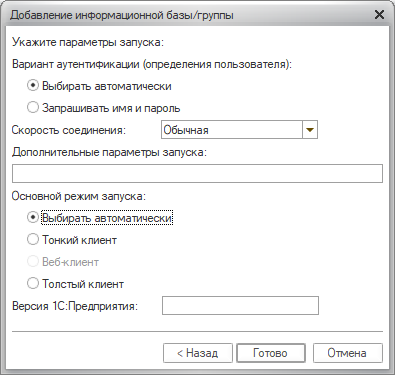 Добавление информационной базы/группы
Укажите параметры запуска:
Вариант аутентификации (определения пользователя):
Выбирать автоматически
Запрашивать имя и пароль
Скорость соединения: Обычная
Дополнительные параметры запуска:
Основной режим запуска:
Выбирать автоматически
Тонкий клиент
Веб-клиент
Толстый клиент
Версия 1С:Предприятия:
< Назад Готово Отмена